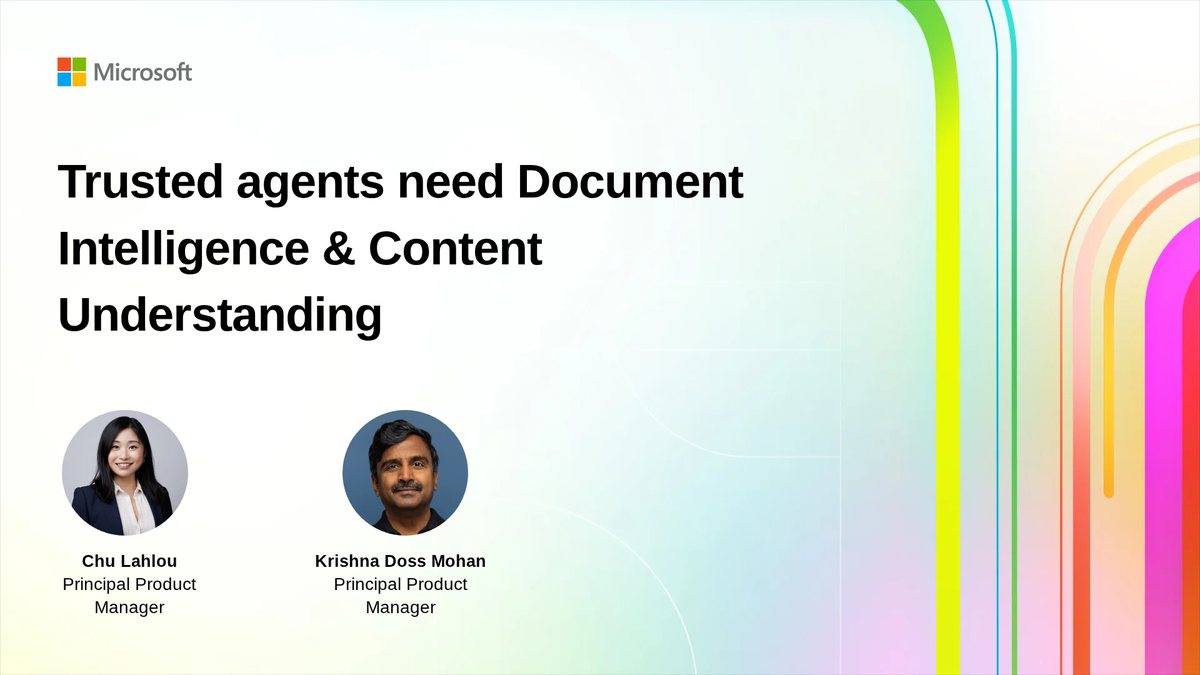 Microsoft
Trusted agents need Document
Intelligence & Content
Understanding
Chu Lahlou
Principal Product
Manager
Krishna Doss Mohan
Principal Product
Manager